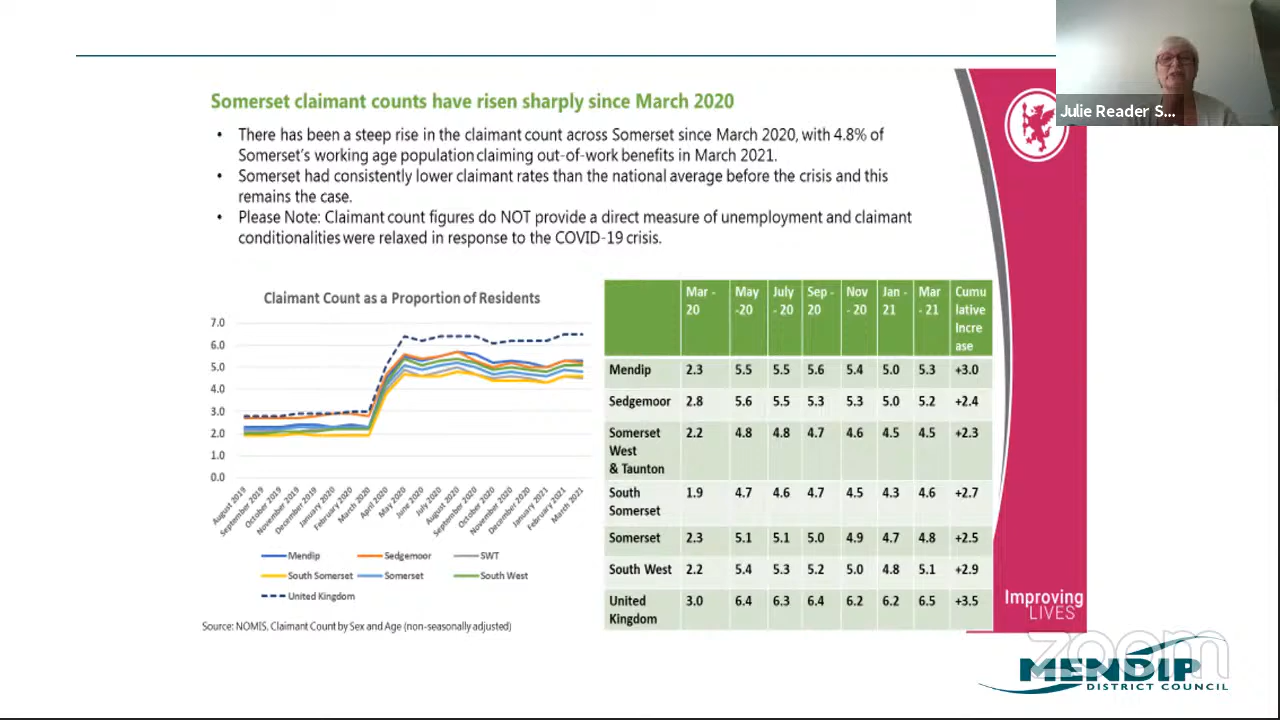 Julie Reader S...
Somerset claimant counts have risen sharply since March 2020
• There has been a steep rise in the claimant count across Somerset since March 2020, with 4.8% of
Somerset's working age population claiming out-of-work benefits in March 2021.
• Somerset had consistently lower claimant rates than the national average before the crisis and this
remains the case.
• Please Note: Claimant count figures do NOT provide a direct measure of unemployment and claimant
conditionalities were relaxed in response to the COVID-19 crisis.
Claimant Count as a Proportion of Residents
7.0
6.0
5.0
4.0
3.0
2.0
1.0
0.0
August 2019
September 2019
October 2019
November 2019
December 2019
January 2020
February 2020
March 2020
April 2020
May 2020
June 2020
July 2020
August 2020
September 2020
October 2020
November 2020
December 2020
January 2021
February 2021
March 2021
Mendip Sedgemoor SWT
South Somerset Somerset South West
United Kingdom
Source: NOMIS, Claimant Count by Sex and Age (non-seasonally adjusted)
Mar - May July Sep - Nov Jan - Mar Cumu
20 -20 - 20 20 - 20 21 - 21 lative
Incre
ase
Mendip 2.3 5.5 5.5 5.6 5.4 5.0 5.3 +3.0
Sedgemoor 2.8 5.6 5.5 5.3 5.3 5.0 5.2 +2.4
Somerset 2.2 4.8 4.8 4.7 4.6 4.5 4.5 +2.3
West
& Taunton
South 1.9 4.7 4.6 4.7 4.5 4.3 4.6 +2.7
Somerset
Somerset 2.3 5.1 5.1 5.0 4.9 4.7 4.8 +2.5
South West 2.2 5.4 5.3 5.2 5.0 4.8 5.1 +2.9
United 3.0 6.4 6.3 6.4 6.2 6.2 6.5 +3.5
Kingdom
Improving
LIVES
zoom
MENDIP
DISTRICT COUNCIL